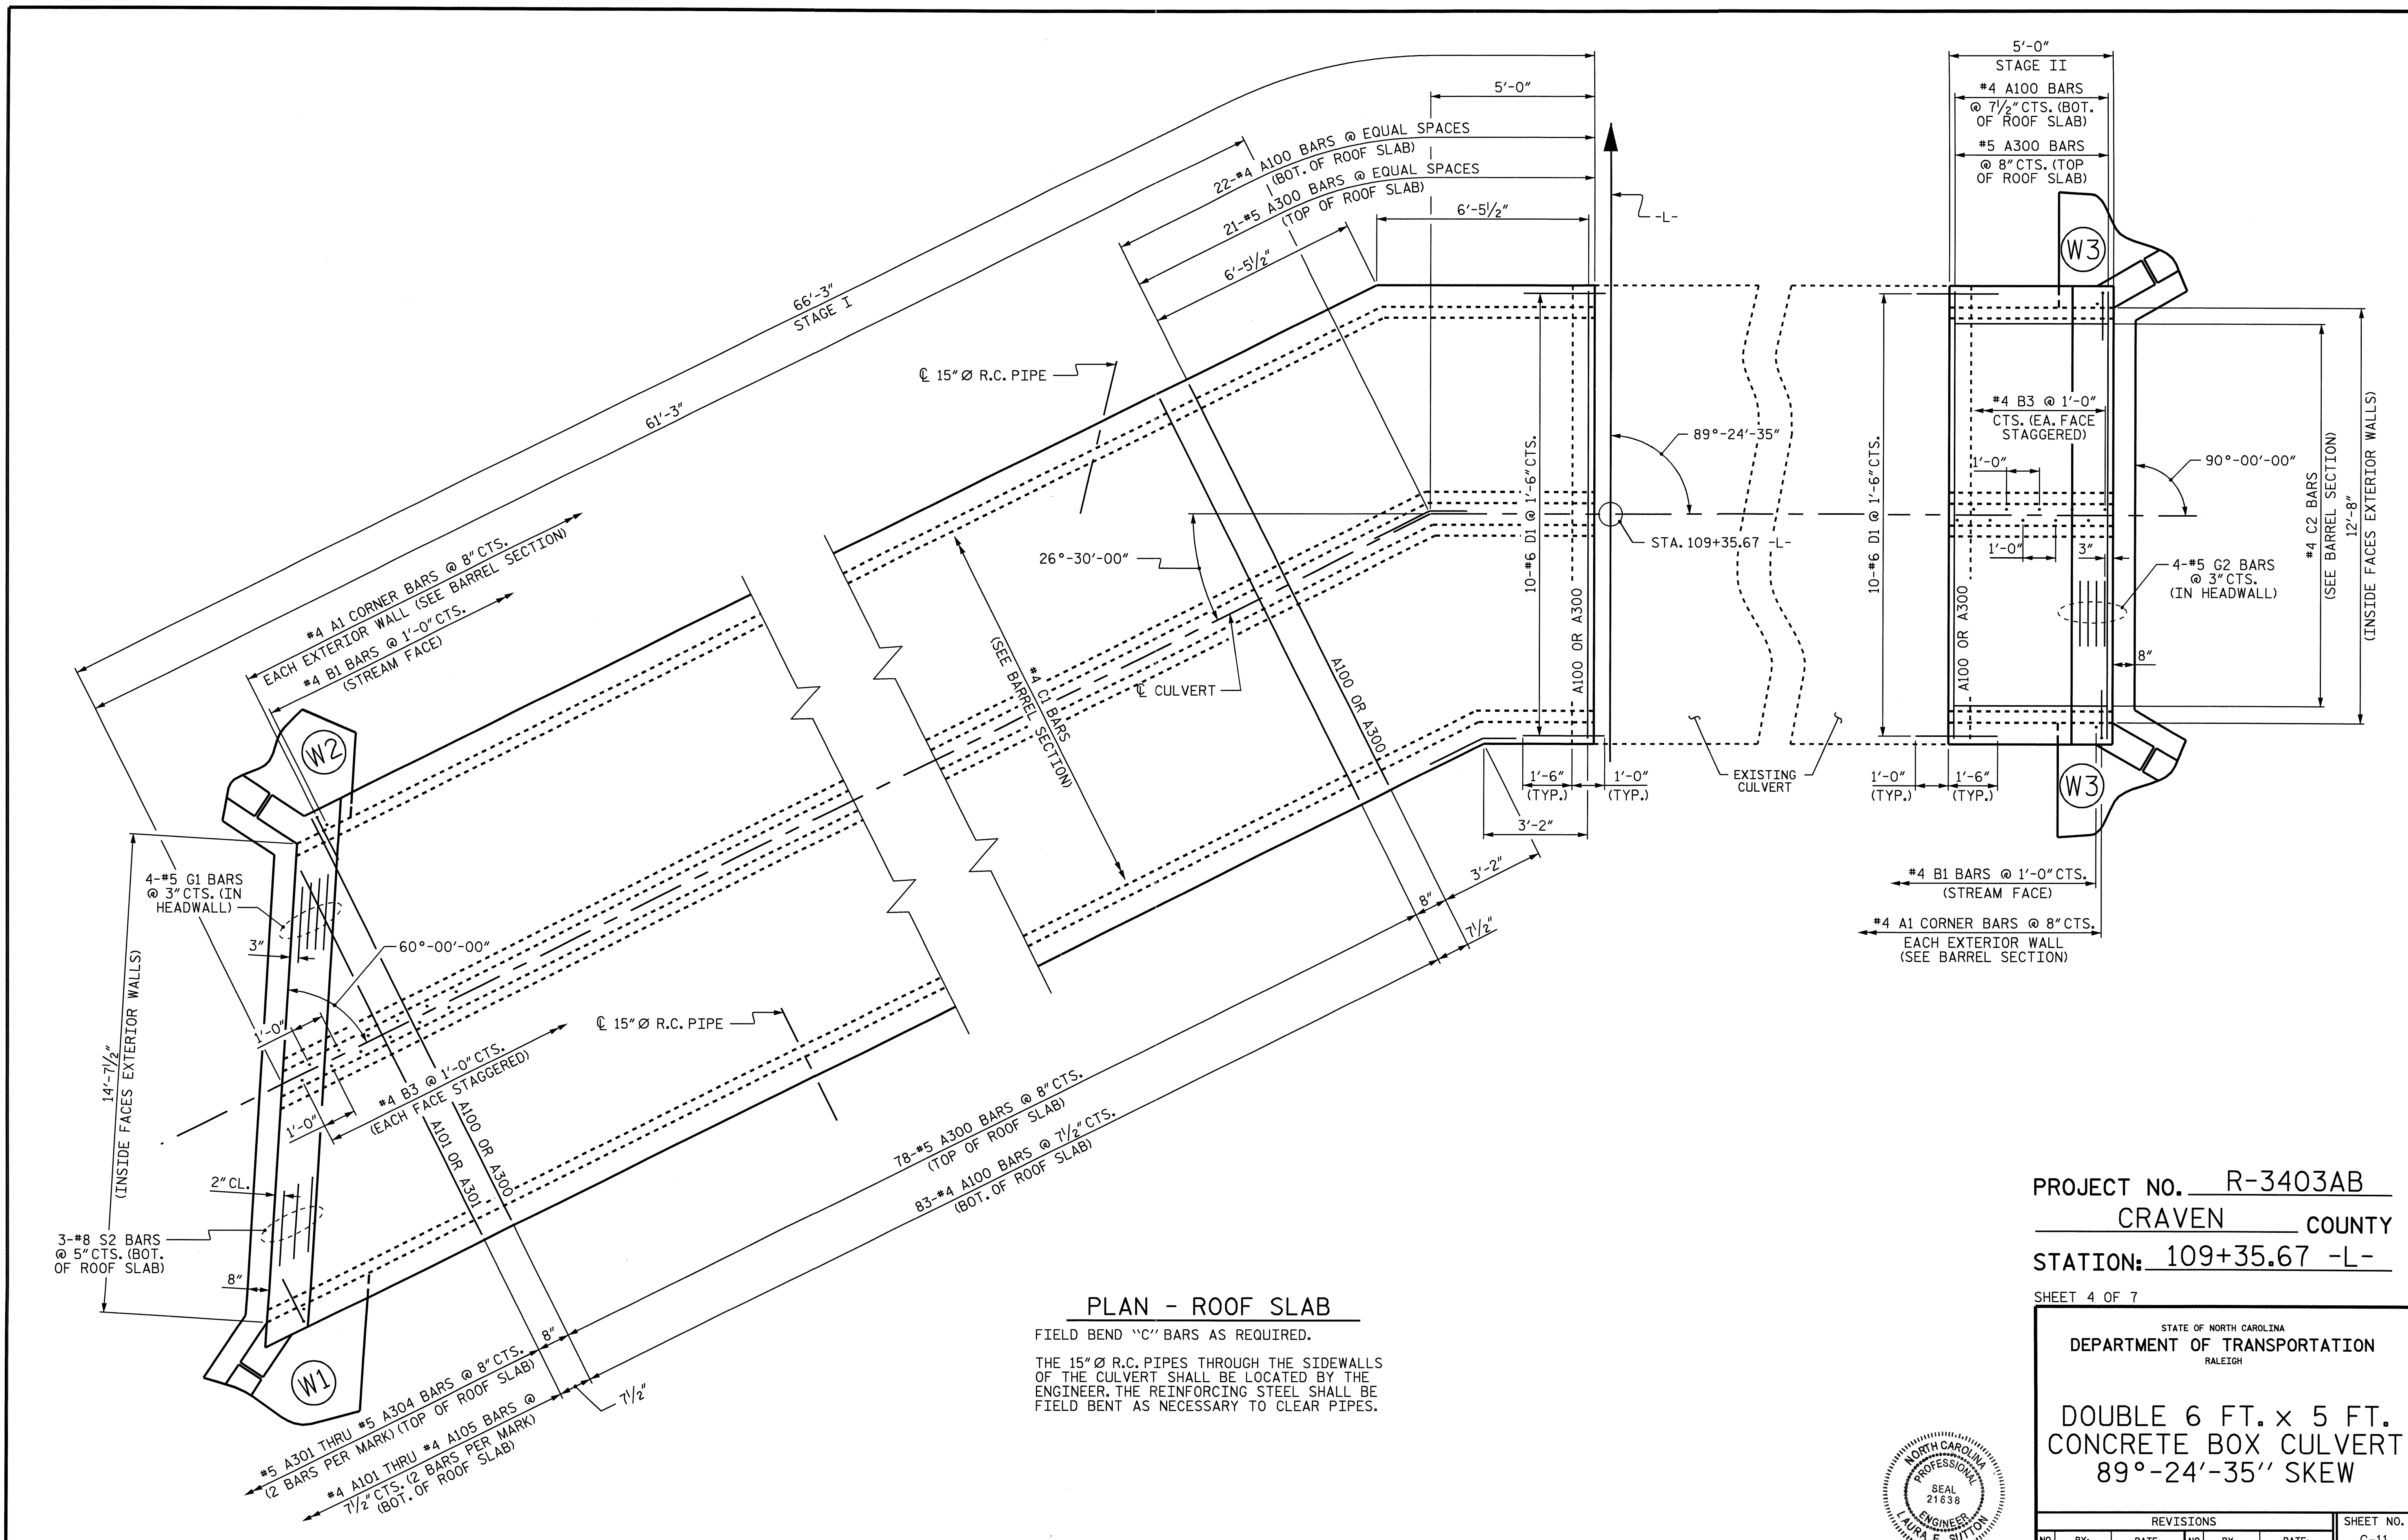 5'-0"
22-#4 A100 BARS @ EQUAL SPACES
(BOT. OF ROOF SLAB)
21-#5 A300 BARS @ EQUAL SPACES
(TOP OF ROOF SLAB)
6'-5½"
6'-5½"
66'-3"
STAGE I
61'-3"
-L-
℄ 15" Ø R.C. PIPE
89°-24'-35"
STA. 109+35.67 -L-
26°-30'-00"
10-#6 D1 @ 1'-6" CTS.
A100 OR A300
℄ CULVERT
#4 C1 BARS
(SEE BARREL SECTION)
A100 OR A300
#4 A1 CORNER BARS @ 8" CTS.
EACH EXTERIOR WALL (SEE BARREL SECTION)
#4 B1 BARS @ 1'-0" CTS.
(STREAM FACE)
W2
4-#5 G1 BARS
@ 3" CTS. (IN
HEADWALL)
3"
60°-00'-00"
14'-7½"
(INSIDE FACES EXTERIOR WALLS)
1'-0"
1'-0"
#4 B3 @ 1'-0" CTS.
(EACH FACE STAGGERED)
A101 OR A301
A100 OR A300
℄ 15" Ø R.C. PIPE
2" CL.
3-#8 S2 BARS
@ 5" CTS. (BOT.
OF ROOF SLAB)
8"
W1
78-#5 A300 BARS @ 8" CTS.
(TOP OF ROOF SLAB)
83-#4 A100 BARS @ 7½" CTS.
(BOT. OF ROOF SLAB)
8"
7½"
#5 A301 THRU #5 A304 BARS @ 8" CTS.
(2 BARS PER MARK) (TOP OF ROOF SLAB)
#4 A101 THRU #4 A105 BARS @
7½" CTS. (2 BARS PER MARK)
(BOT. OF ROOF SLAB)
8"
7½"
3'-2"
3'-2"
1'-6"
(TYP.)
1'-0"
(TYP.)
EXISTING
CULVERT
5'-0"
STAGE II
#4 A100 BARS
@ 7½" CTS. (BOT.
OF ROOF SLAB)
#5 A300 BARS
@ 8" CTS. (TOP
OF ROOF SLAB)
W3
10-#6 D1 @ 1'-6" CTS.
#4 B3 @ 1'-0"
CTS. (EA. FACE
STAGGERED)
1'-0"
1'-0"
3"
A100 OR A300
90°-00'-00"
4-#5 G2 BARS
@ 3" CTS.
(IN HEADWALL)
#4 C2 BARS
(SEE BARREL SECTION)
12'-8"
(INSIDE FACES EXTERIOR WALLS)
8"
1'-0"
(TYP.)
1'-6"
(TYP.)
W3
#4 B1 BARS @ 1'-0" CTS.
(STREAM FACE)
#4 A1 CORNER BARS @ 8" CTS.
EACH EXTERIOR WALL
(SEE BARREL SECTION)
PLAN - ROOF SLAB
FIELD BEND "C" BARS AS REQUIRED.
THE 15" Ø R.C. PIPES THROUGH THE SIDEWALLS
OF THE CULVERT SHALL BE LOCATED BY THE
ENGINEER. THE REINFORCING STEEL SHALL BE
FIELD BENT AS NECESSARY TO CLEAR PIPES.
PROJECT NO. R-3403AB
CRAVEN COUNTY
STATION: 109+35.67 -L-
SHEET 4 OF 7
STATE OF NORTH CAROLINA
DEPARTMENT OF TRANSPORTATION
RALEIGH
DOUBLE 6 FT. X 5 FT.
CONCRETE BOX CULVERT
89°-24'-35" SKEW
REVISIONS
SHEET NO.
NORTH CAROLINA
PROFESSIONAL
SEAL
21638
ENGINEER
LAURA E. SUTTON